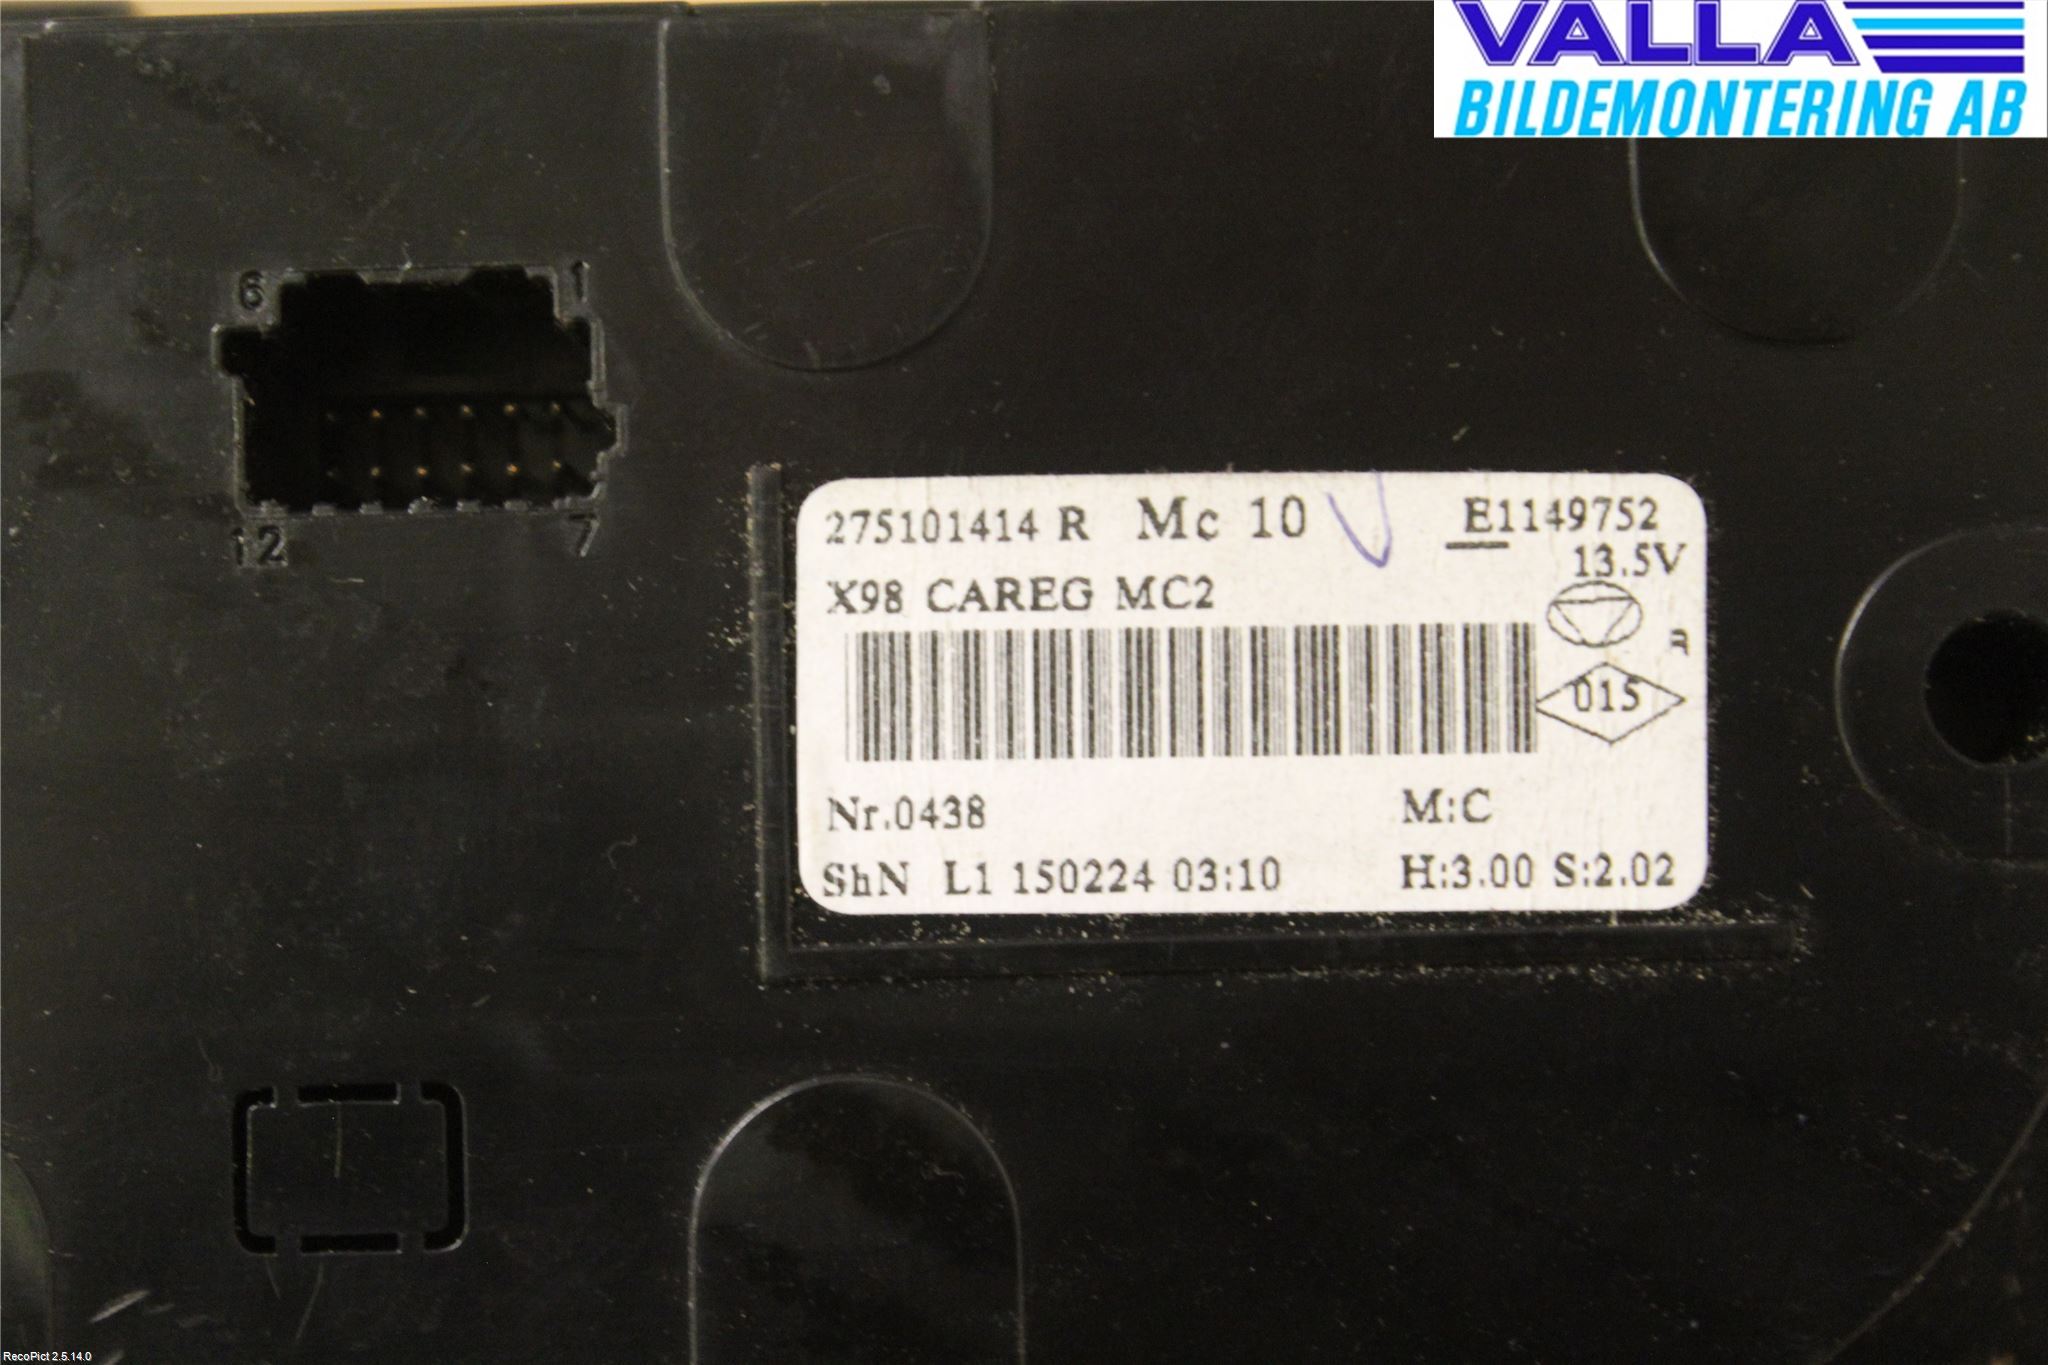 VALLA
BILDEMONTERING AB
6 1
12 7
275101414 R Mc 10 E1149752
13.5V
X98 CAREG MC2
015
Nr.0438 M:C
ShN L1 150224 03:10 H:3.00 S:2.02
RecoPict 2.5.14.0